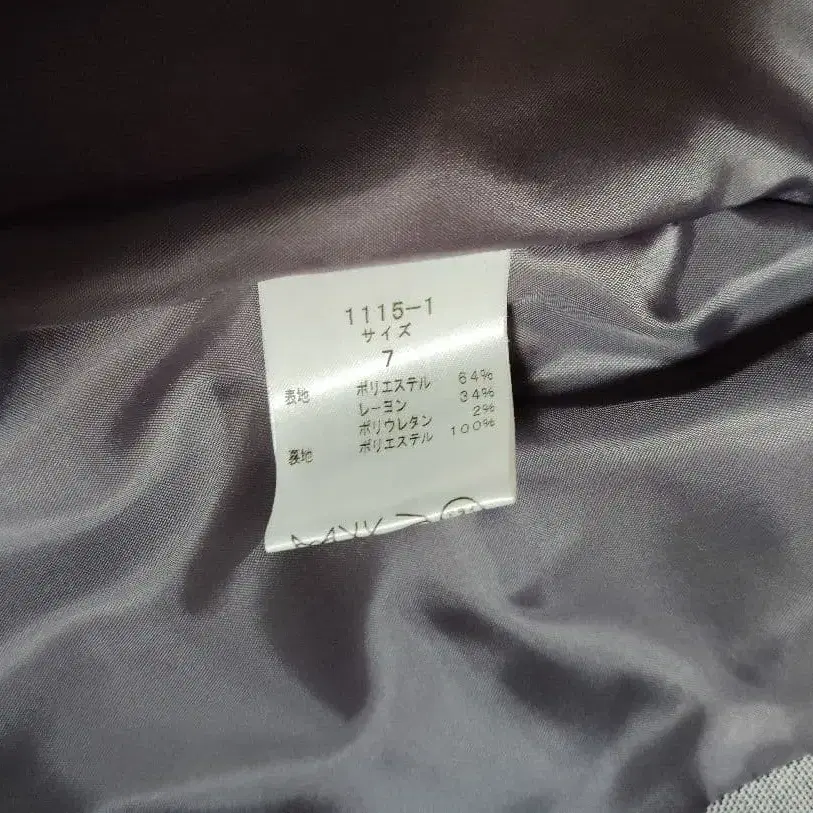 1115-1
サイズ
7
表地 ポリエステル 64%
レーヨン 34%
ポリウレタン 2%
裏地 ポリエステル 100%